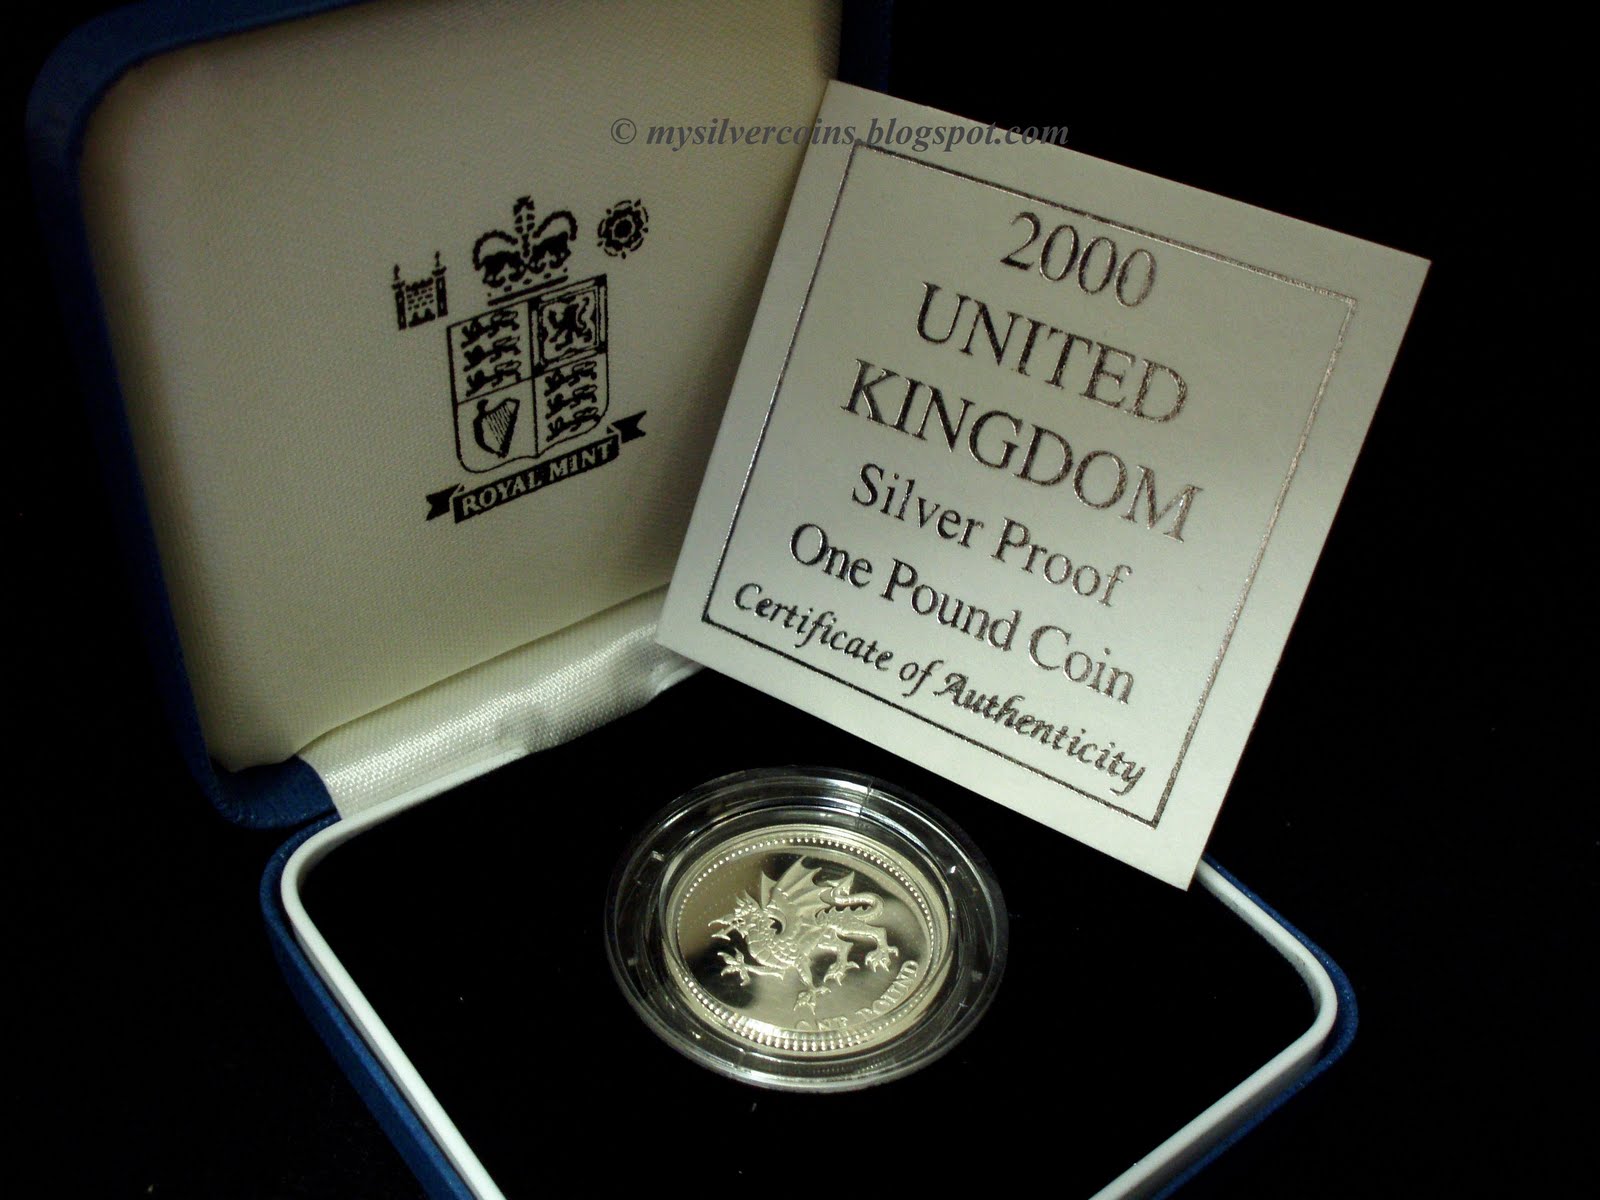 © mysilvercoins.blogspot.com
ROYAL MINT
2000
UNITED
KINGDOM
Silver Proof
One Pound Coin
Certificate of Authenticity
ONE POUND